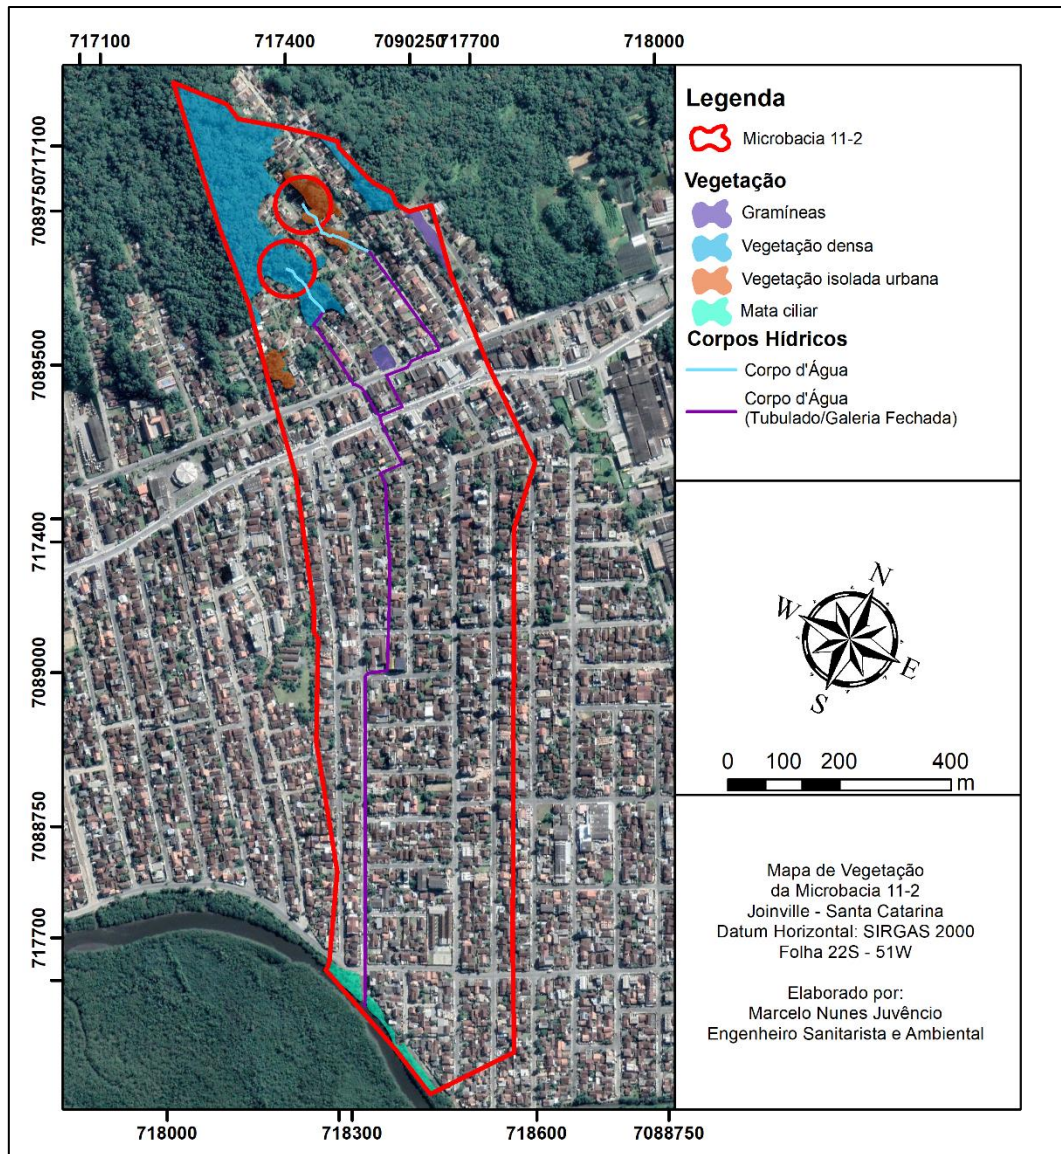 717100
717400
7090250
717700
718000
717100
7089750
7089500
717400
7089000
7088750
717700
718000
718300
718600
7088750
Legenda
Microbacia 11-2
Vegetação
Gramíneas
Vegetação densa
Vegetação isolada urbana
Mata ciliar
Corpos Hídricos
Corpo d'Água
Corpo d'Água
(Tubulado/Galeria Fechada)
N
W
E
S
0 100 200 400
m
Mapa de Vegetação
da Microbacia 11-2
Joinville - Santa Catarina
Datum Horizontal: SIRGAS 2000
Folha 22S - 51W
Elaborado por:
Marcelo Nunes Juvêncio
Engenheiro Sanitarista e Ambiental